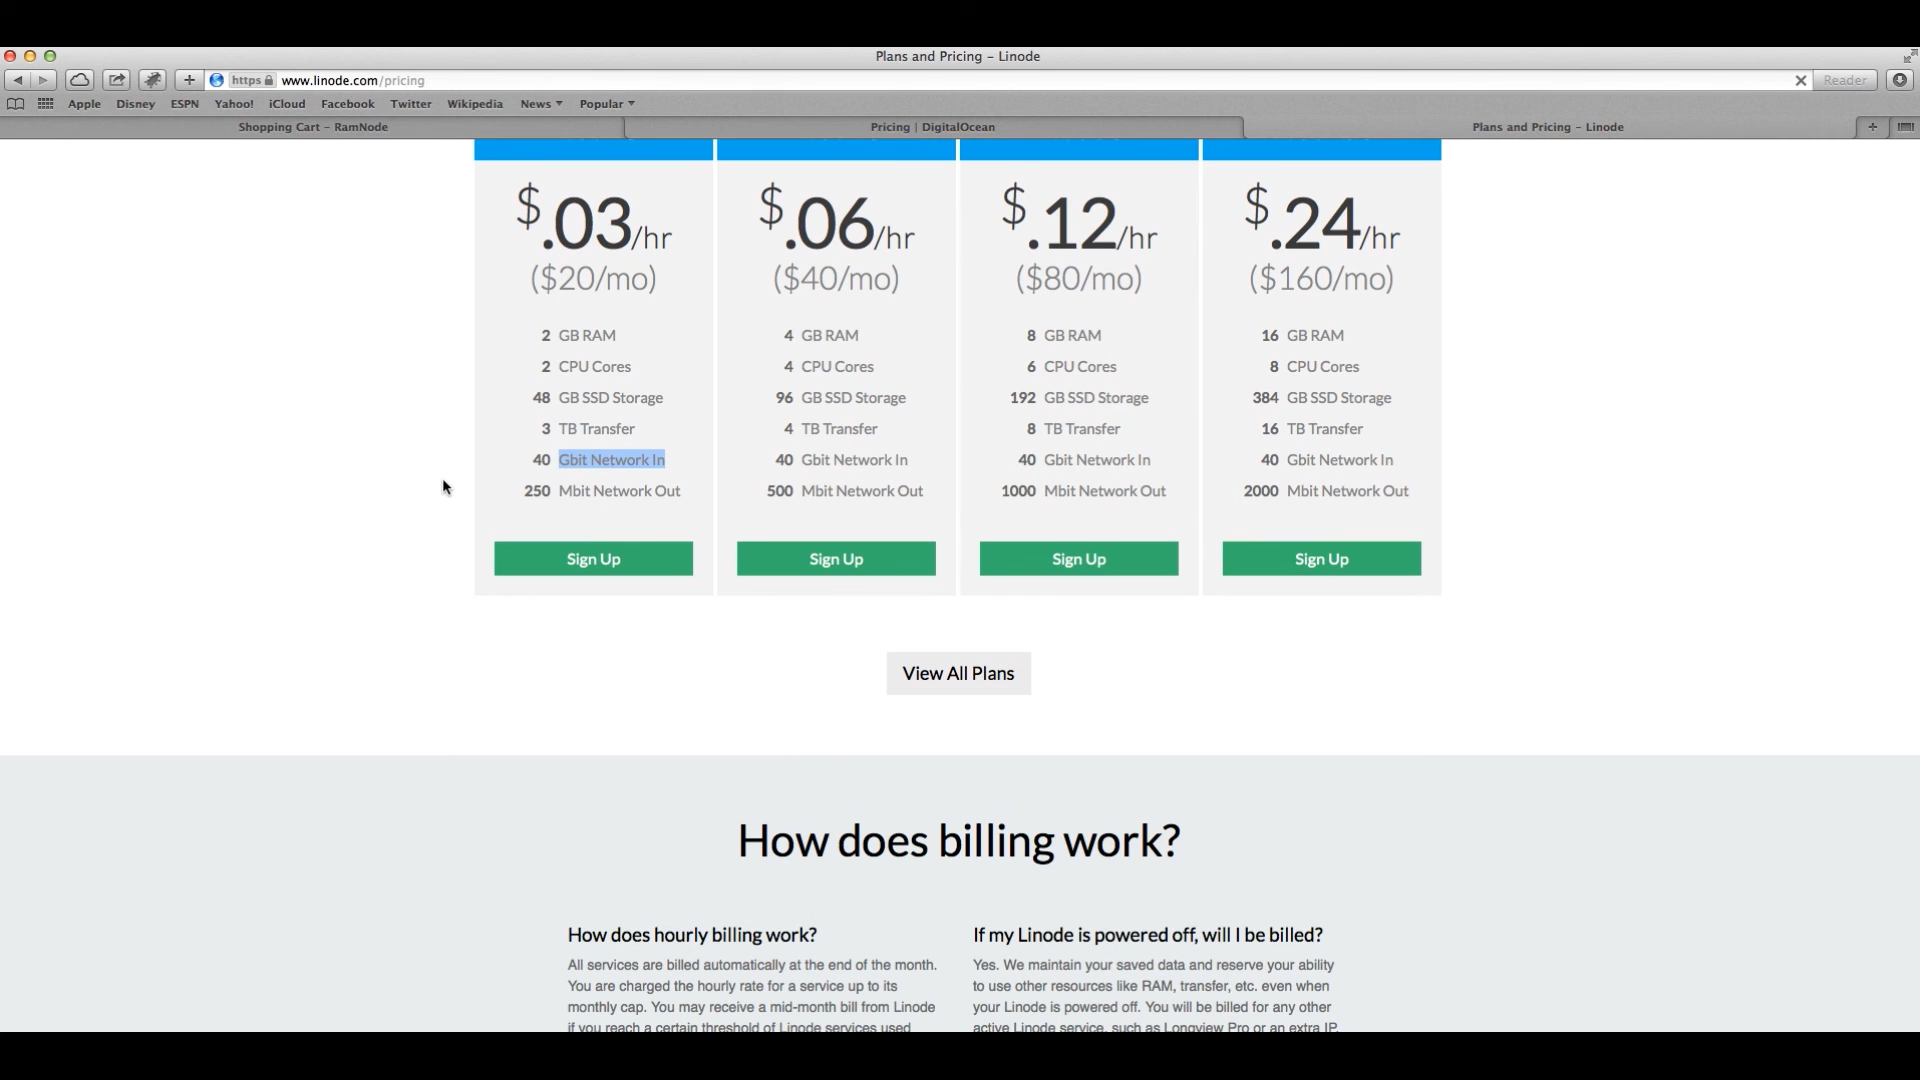 Plans and Pricing – Linode
https www.linode.com/pricing Reader
Apple Disney ESPN Yahoo! iCloud Facebook Twitter Wikipedia News Popular
Shopping Cart – RamNode Pricing | DigitalOcean Plans and Pricing – Linode
$.03/hr $.06/hr $.12/hr $.24/hr
($20/mo) ($40/mo) ($80/mo) ($160/mo)
2 GB RAM 4 GB RAM 8 GB RAM 16 GB RAM
2 CPU Cores 4 CPU Cores 6 CPU Cores 8 CPU Cores
48 GB SSD Storage 96 GB SSD Storage 192 GB SSD Storage 384 GB SSD Storage
3 TB Transfer 4 TB Transfer 8 TB Transfer 16 TB Transfer
40 Gbit Network In 40 Gbit Network In 40 Gbit Network In 40 Gbit Network In
250 Mbit Network Out 500 Mbit Network Out 1000 Mbit Network Out 2000 Mbit Network Out
Sign Up Sign Up Sign Up Sign Up
View All Plans
How does billing work?
How does hourly billing work?
All services are billed automatically at the end of the month.
You are charged the hourly rate for a service up to its
monthly cap. You may receive a mid-month bill from Linode
if you reach a certain threshold of Linode services used
If my Linode is powered off, will I be billed?
Yes. We maintain your saved data and reserve your ability
to use other resources like RAM, transfer, etc. even when
your Linode is powered off. You will be billed for any other
active Linode service, such as Longview Pro or an extra IP.